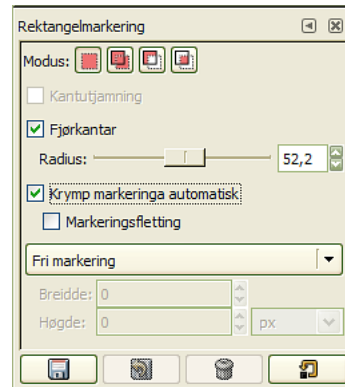 Rektangelmarkering
Modus:
Kantutjamning
Fjørkantar
Radius: 52,2
Krymp markeringa automatisk
Markeringsfletting
Fri markering
Breidde: 0
Høgde: 0 px